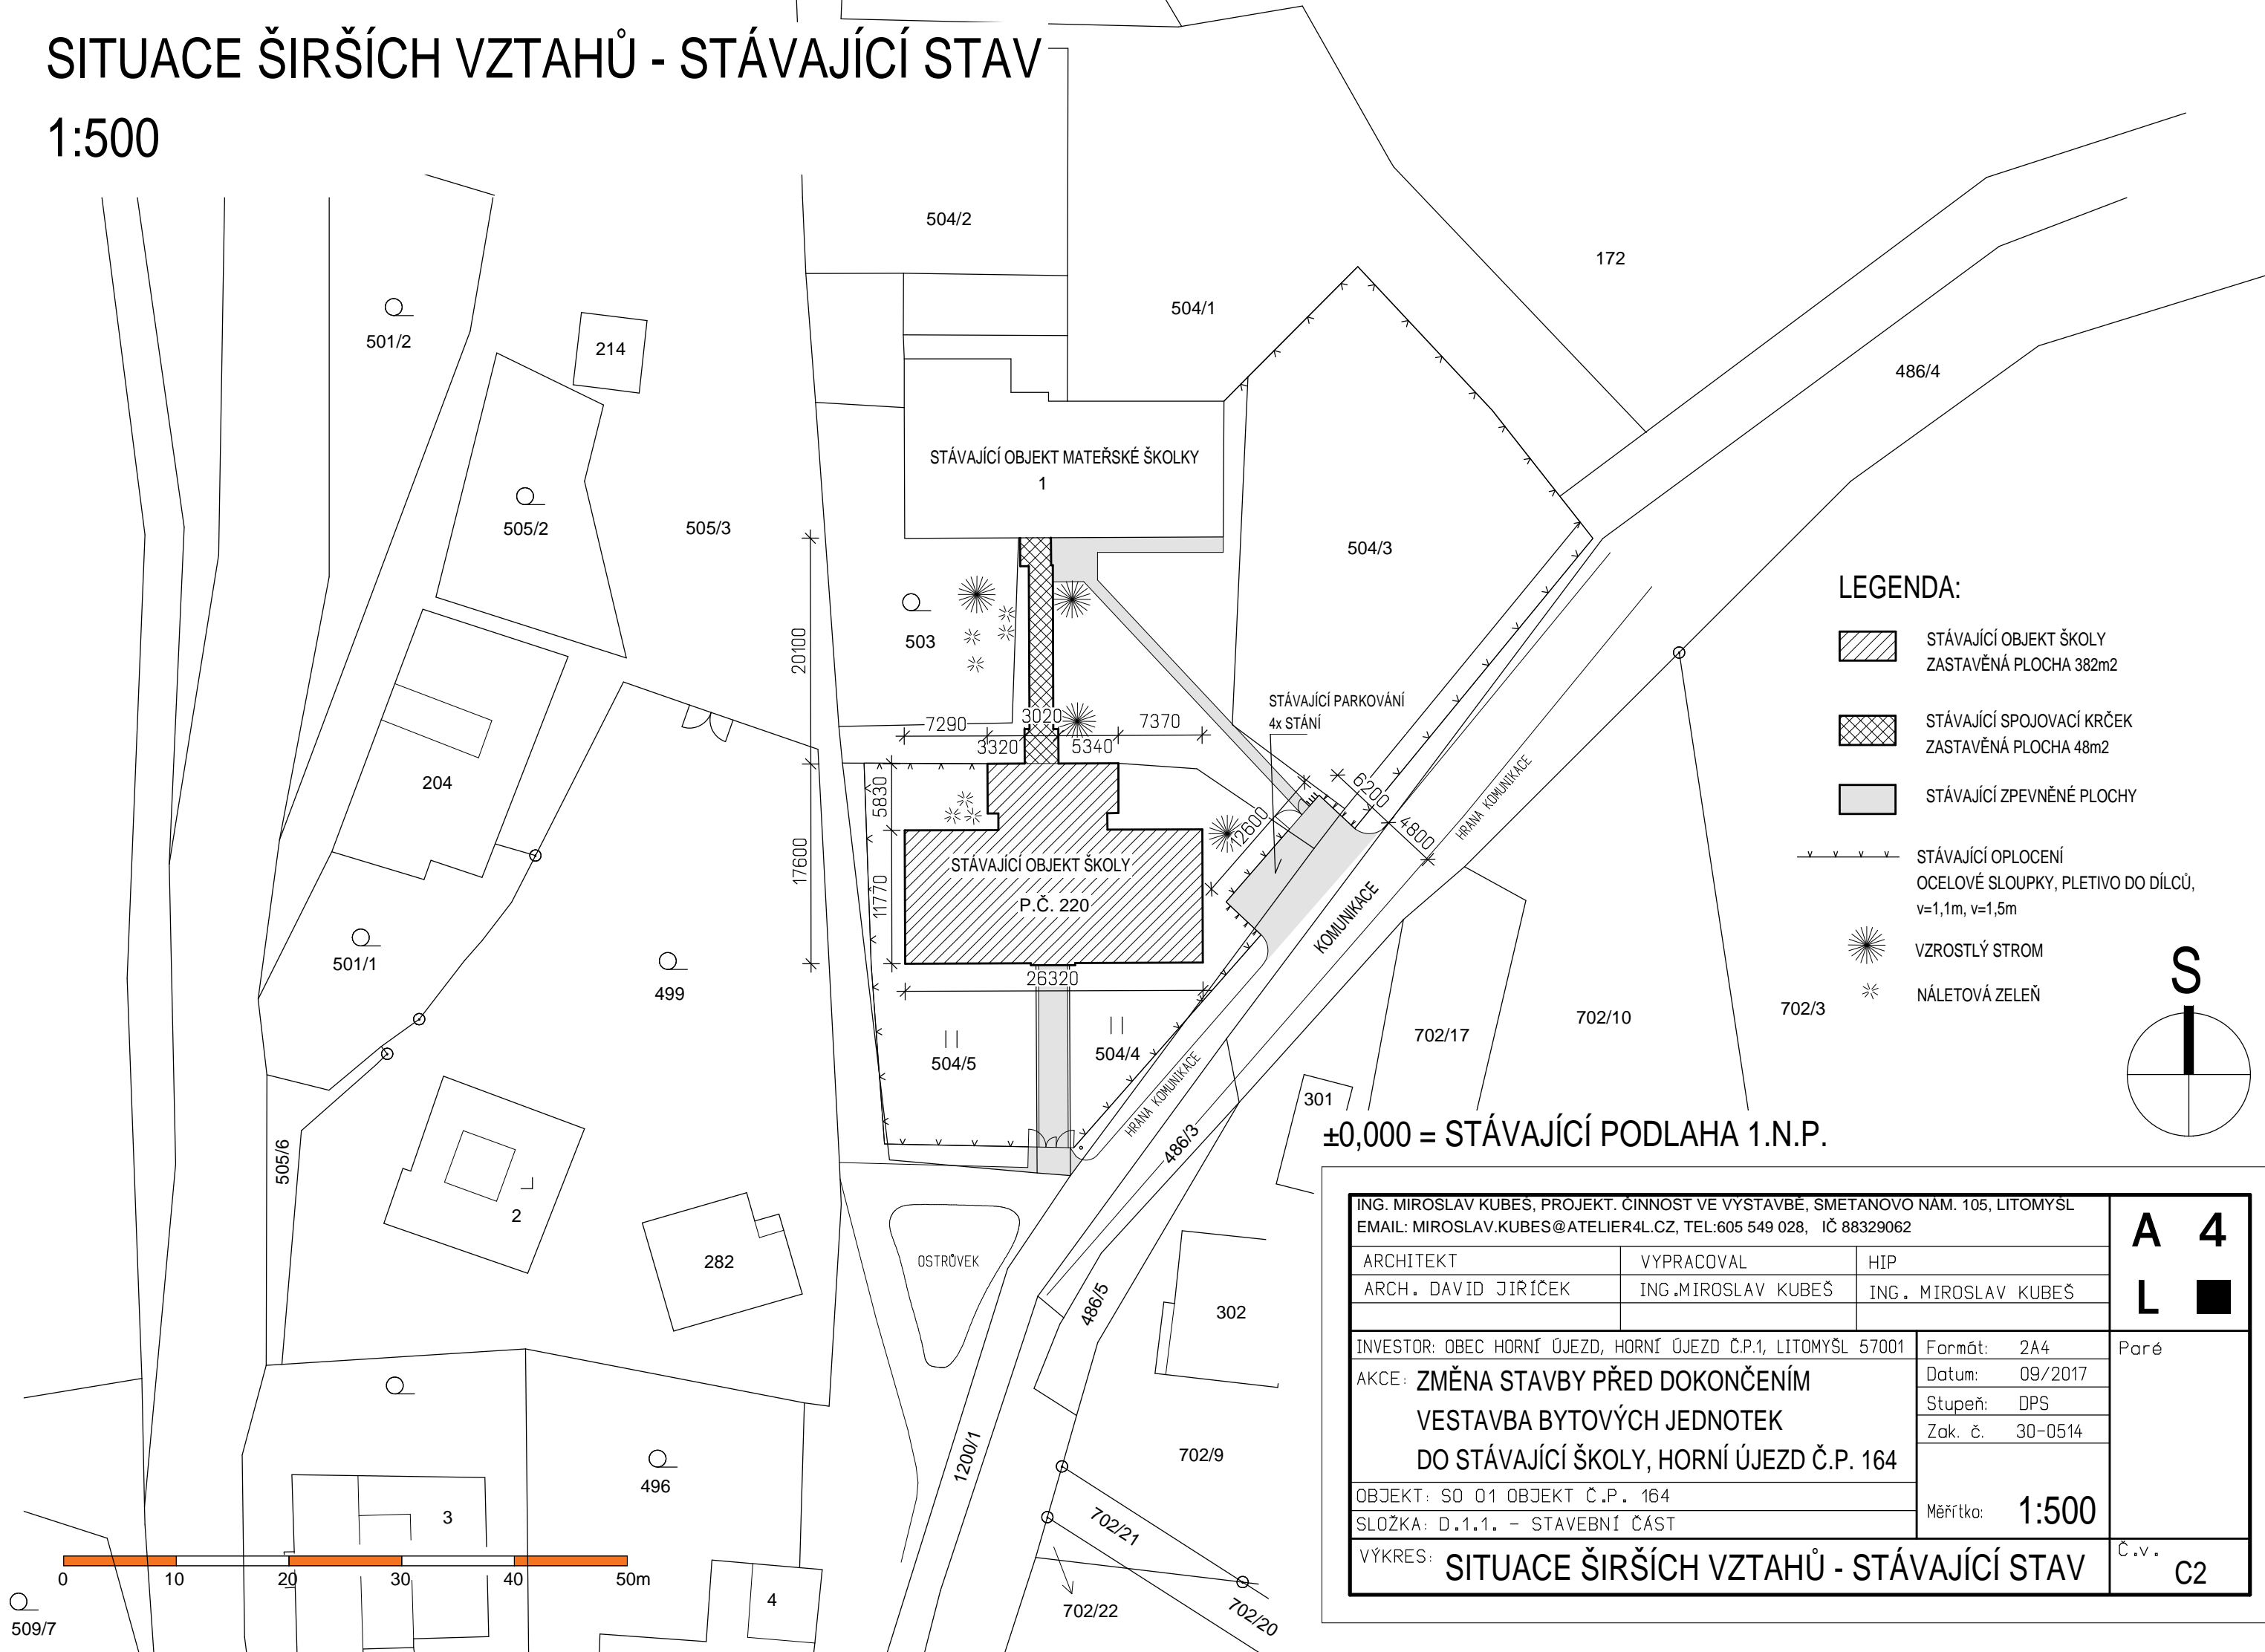 SITUACE ŠIRŠÍCH VZTAHŮ - STÁVAJÍCÍ STAV
1:500
504/2
172
504/1
501/2
214
486/4
STÁVAJÍCÍ OBJEKT MATEŘSKÉ ŠKOLKY
1
505/2
505/3
504/3
503
20100
7290
3020
7370
3320
5340
STÁVAJÍCÍ PARKOVÁNÍ
4x STÁNÍ
204
5830
17600
11770
12600
6200
4800
HRANA KOMUNIKACE
STÁVAJÍCÍ OBJEKT ŠKOLY
P.Č. 220
KOMUNIKACE
26320
501/1
499
504/5
504/4
HRANA KOMUNIKACE
486/3
702/17
702/10
702/3
301
505/6
2
282
OSTRŮVEK
302
486/5
1200/1
702/9
496
3
4
702/21
702/22
702/20
509/7
0
10
20
30
40
50m
LEGENDA:
STÁVAJÍCÍ OBJEKT ŠKOLY
ZASTAVĚNÁ PLOCHA 382m2
STÁVAJÍCÍ SPOJOVACÍ KRČEK
ZASTAVĚNÁ PLOCHA 48m2
STÁVAJÍCÍ ZPEVNĚNÉ PLOCHY
STÁVAJÍCÍ OPLOCENÍ
OCELOVÉ SLOUPKY, PLETIVO DO DÍLCŮ,
v=1,1m, v=1,5m
VZROSTLÝ STROM
NÁLETOVÁ ZELEŇ
S
±0,000 = STÁVAJÍCÍ PODLAHA 1.N.P.
ING. MIROSLAV KUBEŠ, PROJEKT. ČINNOST VE VÝSTAVBĚ, SMETANOVO NÁM. 105, LITOMYŠL
EMAIL: MIROSLAV.KUBES@ATELIER4L.CZ, TEL:605 549 028, IČ 88329062
A 4
L
ARCHITEKT
VYPRACOVAL
HIP
ARCH. DAVID JIŘÍČEK
ING.MIROSLAV KUBEŠ
ING. MIROSLAV KUBEŠ
INVESTOR: OBEC HORNÍ ÚJEZD, HORNÍ ÚJEZD Č.P.1, LITOMYŠL 57001
AKCE: ZMĚNA STAVBY PŘED DOKONČENÍM
VESTAVBA BYTOVÝCH JEDNOTEK
DO STÁVAJÍCÍ ŠKOLY, HORNÍ ÚJEZD Č.P. 164
Formát: 2A4
Datum: 09/2017
Stupeň: DPS
Zak. č. 30-0514
Měřítko: 1:500
Paré
OBJEKT: SO 01 OBJEKT Č.P. 164
SLOŽKA: D.1.1. - STAVEBNÍ ČÁST
VÝKRES: SITUACE ŠIRŠÍCH VZTAHŮ - STÁVAJÍCÍ STAV
Č.v.
C2